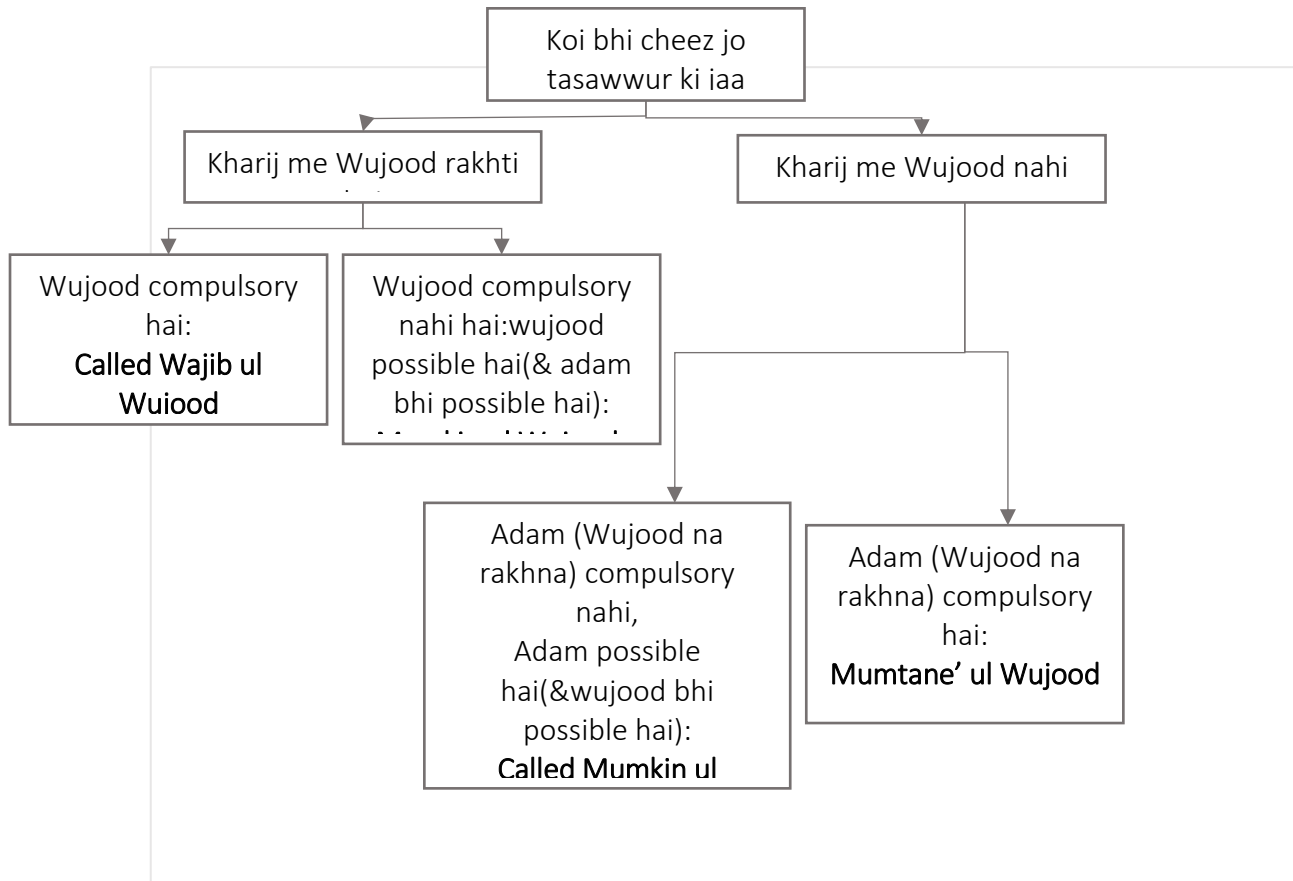 Koi bhi cheez jo
tasawwur ki jaa
Kharij me Wujood rakhti
Kharij me Wujood nahi
Wujood compulsory
hai:
Called Wajib ul
Wujood
Wujood compulsory
nahi hai:wujood
possible hai(& adam
bhi possible hai):
Adam (Wujood na
rakhna) compulsory
nahi,
Adam possible
hai(&wujood bhi
possible hai):
Called Mumkin ul
Adam (Wujood na
rakhna) compulsory
hai:
Mumtane’ ul Wujood